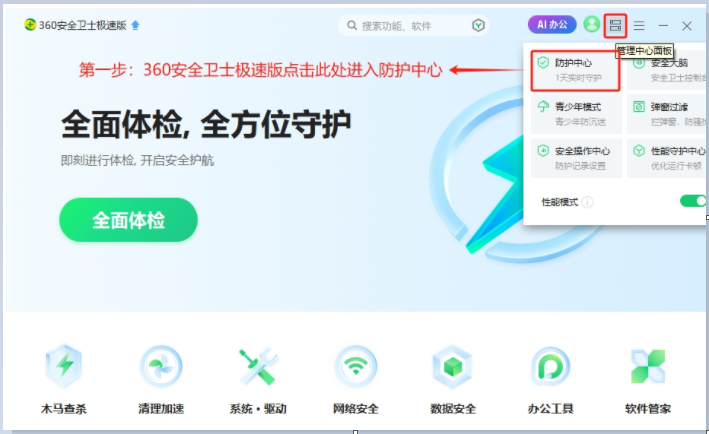 360安全卫士极速版
搜索功能、软件
AI 办公
管理中心面板
第一步：360安全卫士极速版点击此处进入防护中心
防护中心
1天实时守护
安全大脑
安全卫士控制台
全面体检, 全方位守护
即刻进行体检, 开启安全护航
青少年模式
青少年防沉迷
弹窗过滤
拦弹窗，防骚扰
安全操作中心
防护记录设置
性能守护中心
优化运行卡顿
全面体检
性能模式
木马查杀
清理加速
系统·驱动
网络安全
数据安全
办公工具
软件管家